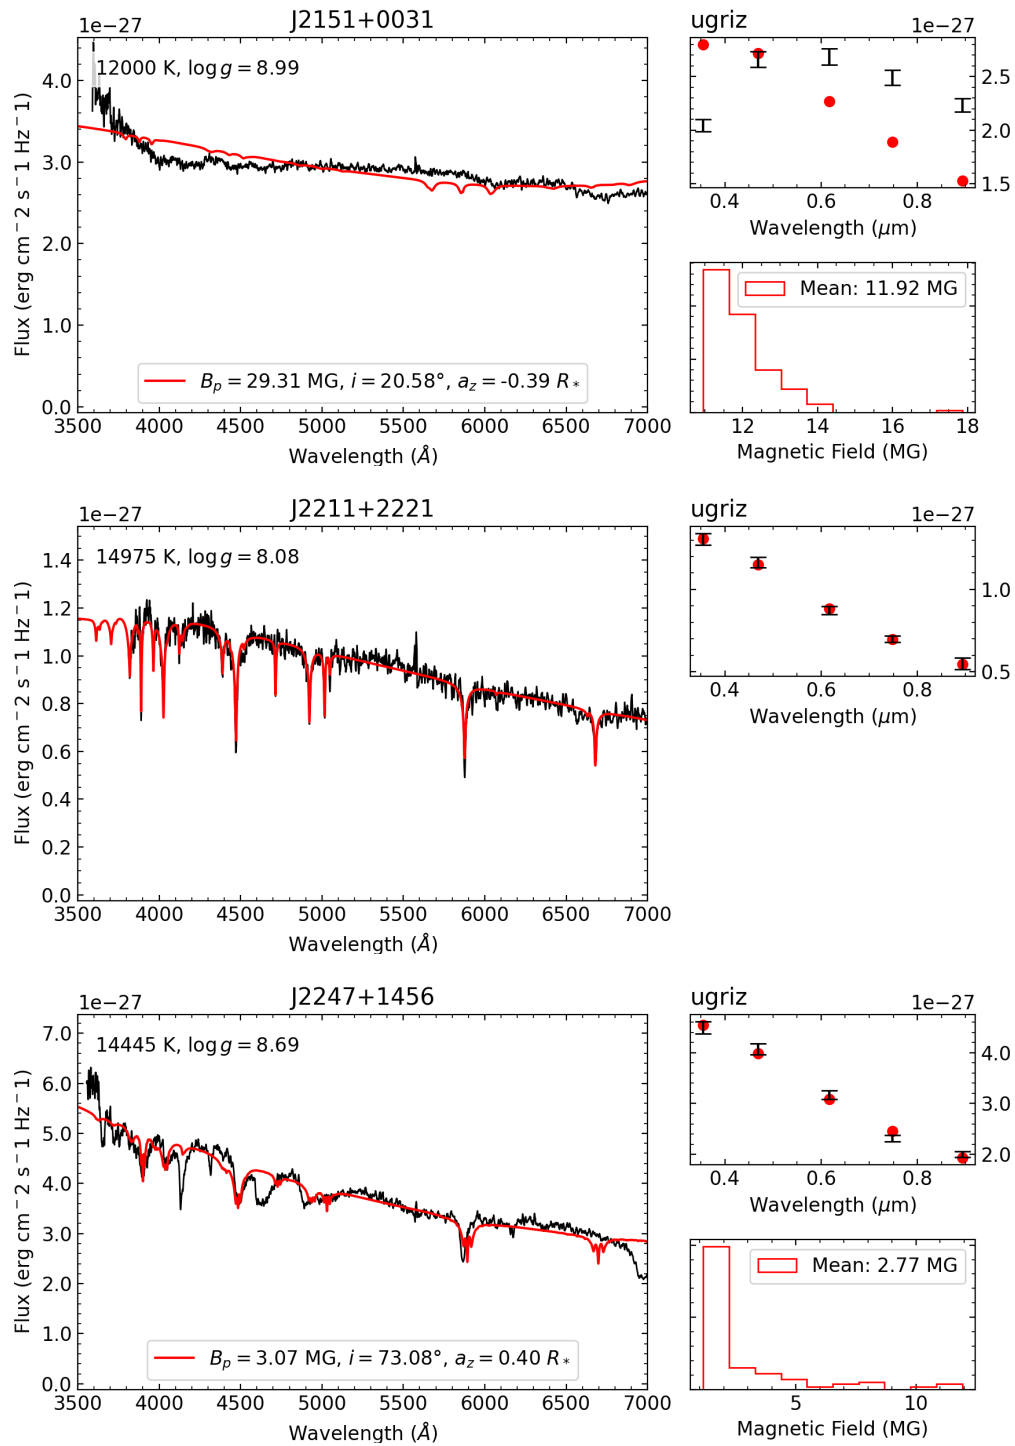 J2151+0031
1e−27
12000 K, log g = 8.99
Flux (erg cm−2 s−1 Hz−1)
4.0
3.0
2.0
1.0
0.0
B_p = 29.31 MG, i = 20.58°, a_z = -0.39 R_*
3500 4000 4500 5000 5500 6000 6500 7000
Wavelength (Å)
ugriz
1e−27
2.5
2.0
1.5
0.4 0.6 0.8
Wavelength (μm)
Mean: 11.92 MG
12 14 16 18
Magnetic Field (MG)
J2211+2221
1e−27
14975 K, log g = 8.08
Flux (erg cm−2 s−1 Hz−1)
1.4
1.2
1.0
0.8
0.6
0.4
0.2
0.0
3500 4000 4500 5000 5500 6000 6500 7000
Wavelength (Å)
ugriz
1e−27
1.0
0.5
0.4 0.6 0.8
Wavelength (μm)
J2247+1456
1e−27
14445 K, log g = 8.69
Flux (erg cm−2 s−1 Hz−1)
7.0
6.0
5.0
4.0
3.0
2.0
1.0
0.0
B_p = 3.07 MG, i = 73.08°, a_z = 0.40 R_*
3500 4000 4500 5000 5500 6000 6500 7000
Wavelength (Å)
ugriz
1e−27
4.0
3.0
2.0
0.4 0.6 0.8
Wavelength (μm)
Mean: 2.77 MG
5 10
Magnetic Field (MG)